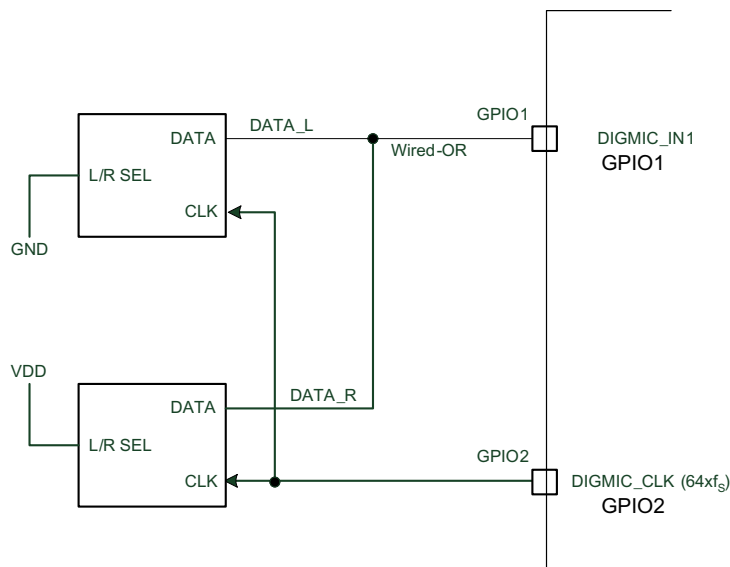 GPIO1
DATA_L
DATA
DIGMIC_IN1
Wired-OR
GPIO1
L/R SEL
CLK
GND
VDD
DATA_R
DATA
L/R SEL
GPIO2
CLK
DIGMIC_CLK (64xfS)
GPIO2